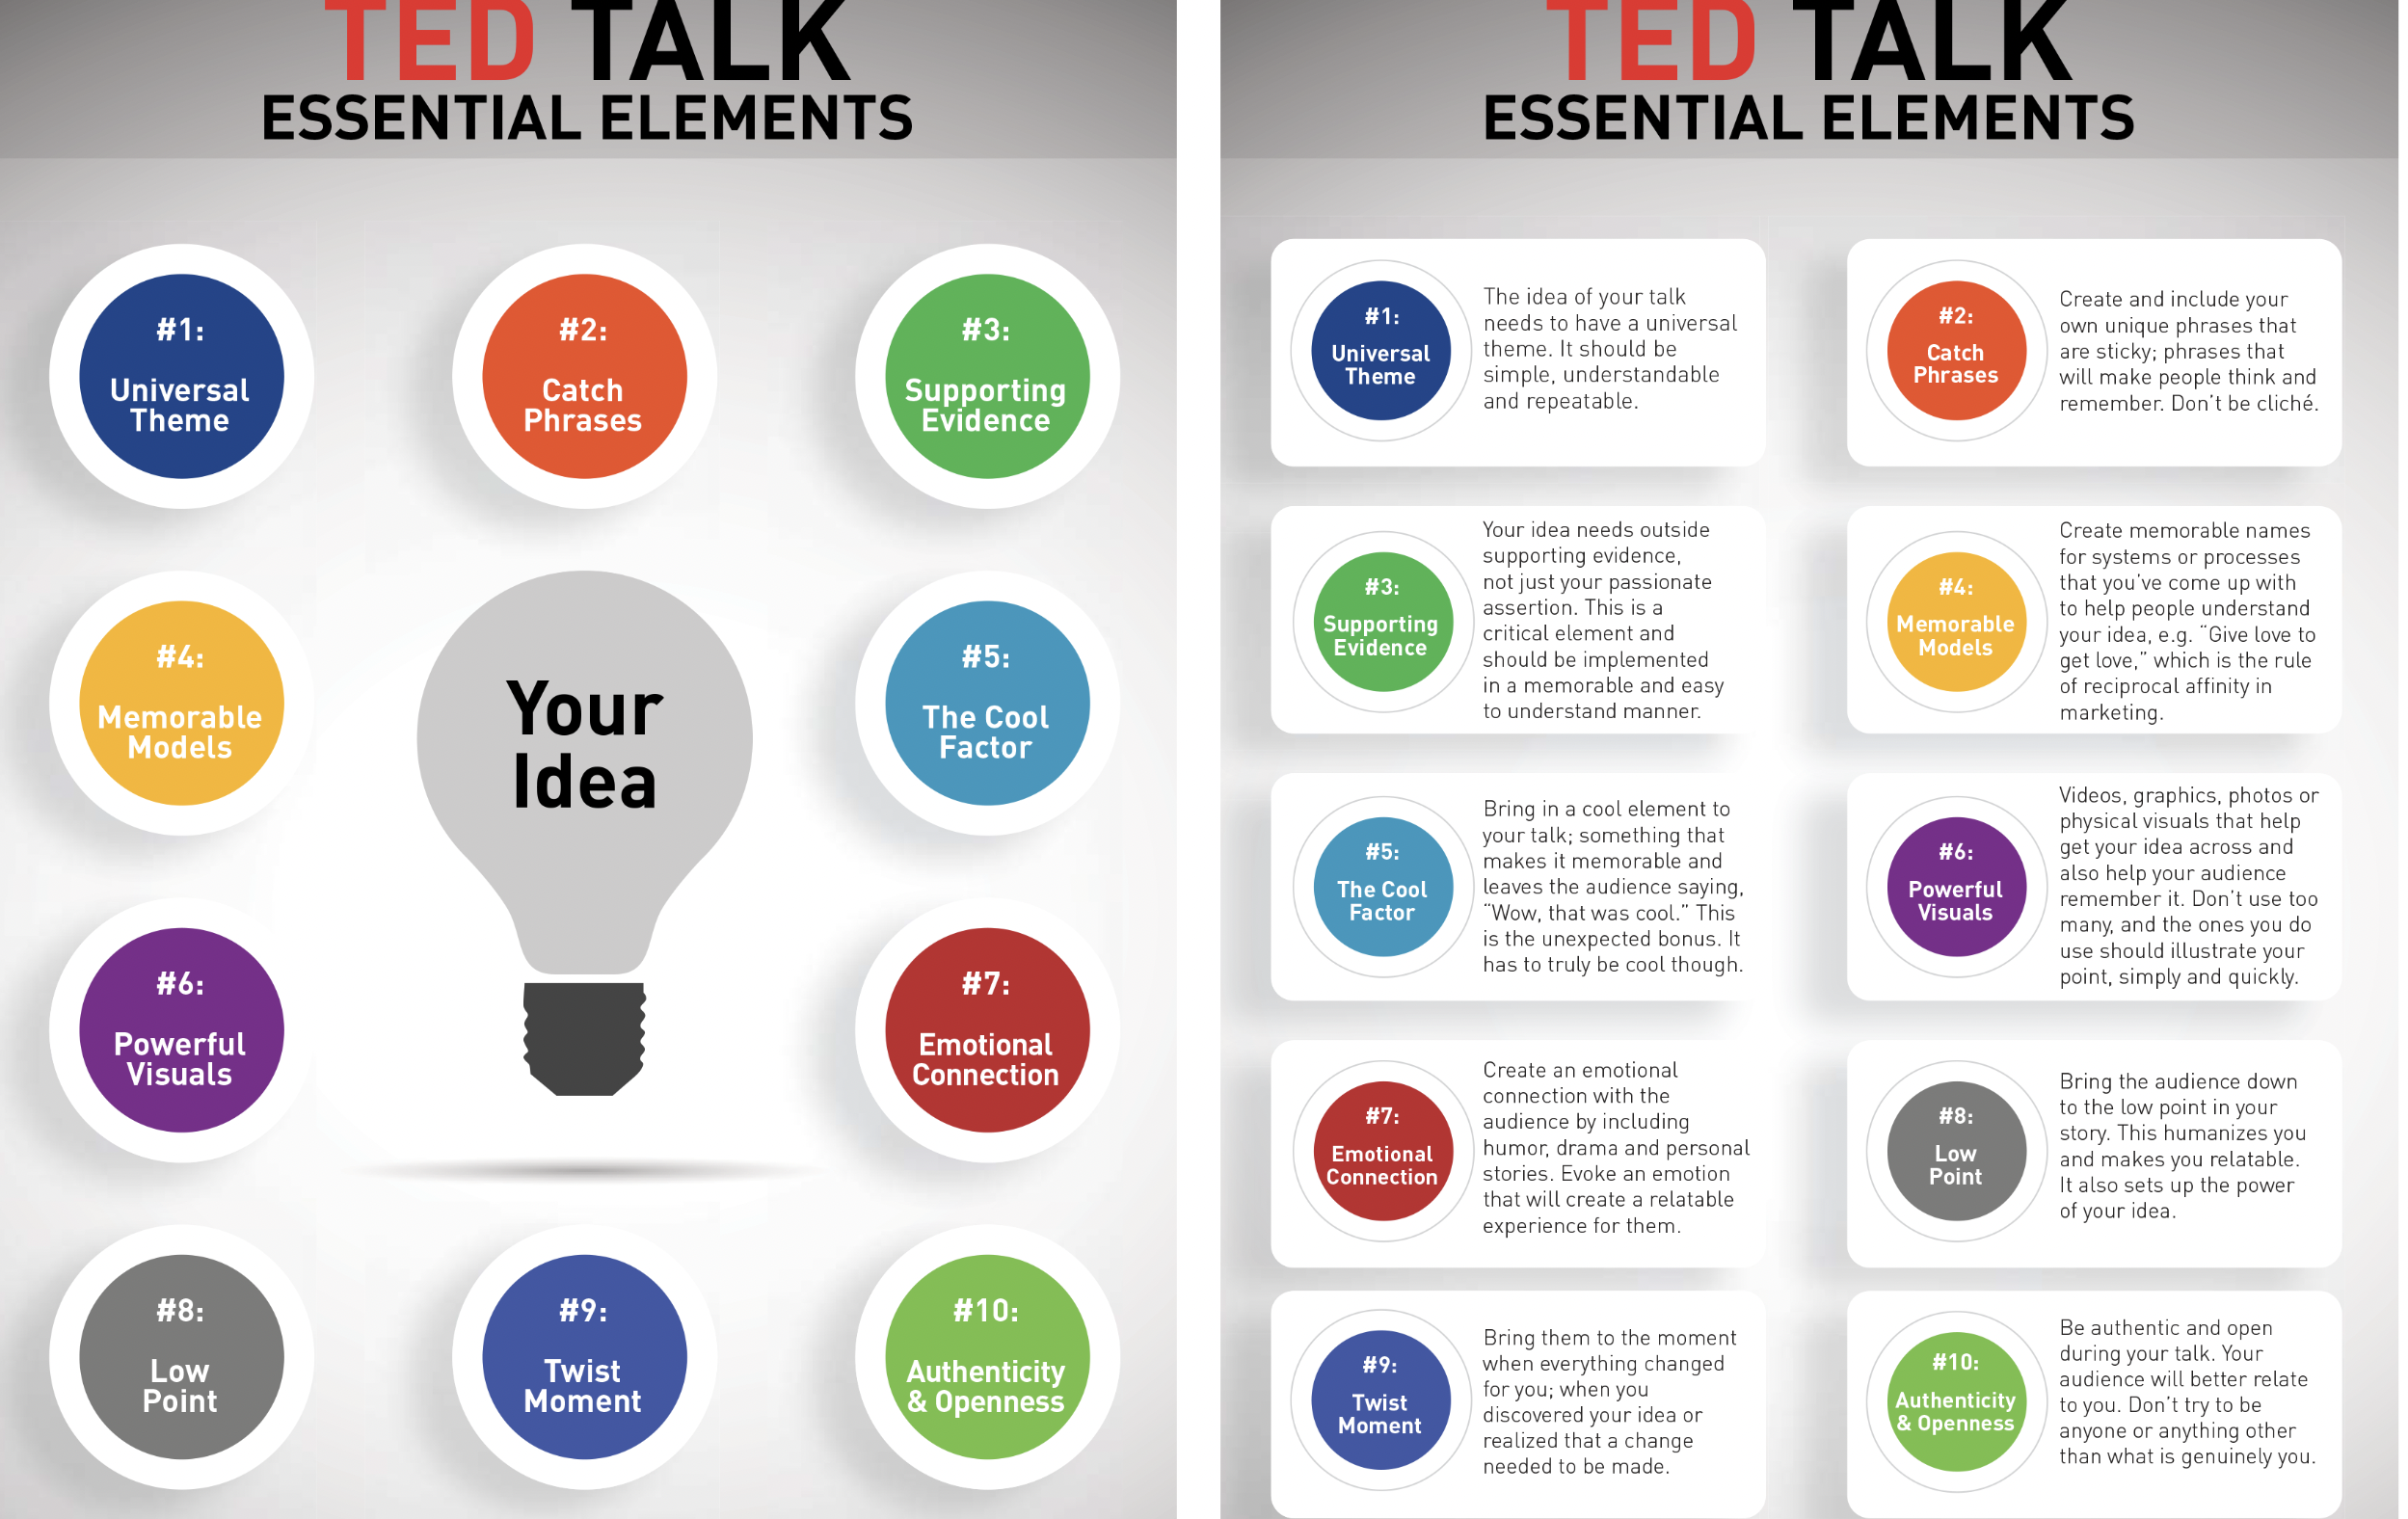 TED TALK
ESSENTIAL ELEMENTS
#1:
Universal
Theme
#2:
Catch
Phrases
#3:
Supporting
Evidence
#4:
Memorable
Models
Your
Idea
#5:
The Cool
Factor
#6:
Powerful
Visuals
#7:
Emotional
Connection
#8:
Low
Point
#9:
Twist
Moment
#10:
Authenticity
& Openness
TED TALK
ESSENTIAL ELEMENTS
#1:
Universal
Theme
The idea of your talk
needs to have a universal
theme. It should be
simple, understandable
and repeatable.
#2:
Catch
Phrases
Create and include your
own unique phrases that
are sticky; phrases that
will make people think and
remember. Don't be cliché.
#3:
Supporting
Evidence
Your idea needs outside
supporting evidence,
not just your passionate
assertion. This is a
critical element and
should be implemented
in a memorable and easy
to understand manner.
#4:
Memorable
Models
Create memorable names
for systems or processes
that you've come up with
to help people understand
your idea, e.g. "Give love to
get love," which is the rule
of reciprocal affinity in
marketing.
#5:
The Cool
Factor
Bring in a cool element to
your talk; something that
makes it memorable and
leaves the audience saying,
"Wow, that was cool." This
is the unexpected bonus. It
has to truly be cool though.
#6:
Powerful
Visuals
Videos, graphics, photos or
physical visuals that help
get your idea across and
also help your audience
remember it. Don't use too
many, and the ones you do
use should illustrate your
point, simply and quickly.
#7:
Emotional
Connection
Create an emotional
connection with the
audience by including
humor, drama and personal
stories. Evoke an emotion
that will create a relatable
experience for them.
#8:
Low
Point
Bring the audience down
to the low point in your
story. This humanizes you
and makes you relatable.
It also sets up the power
of your idea.
#9:
Twist
Moment
Bring them to the moment
when everything changed
for you; when you
discovered your idea or
realized that a change
needed to be made.
#10:
Authenticity
& Openness
Be authentic and open
during your talk. Your
audience will better relate
to you. Don't try to be
anyone or anything other
than what is genuinely you.